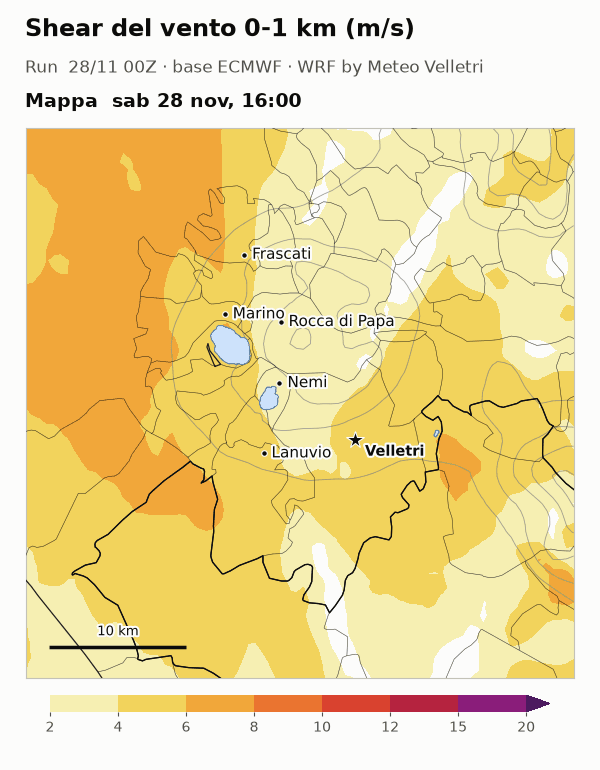 Shear del vento 0-1 km (m/s)
Run 28/11 00Z · base ECMWF · WRF by Meteo Velletri
Mappa sab 28 nov, 16:00
Frascati
Marino
Rocca di Papa
Nemi
Velletri
Lanuvio
10 km
2 4 6 8 10 12 15 20